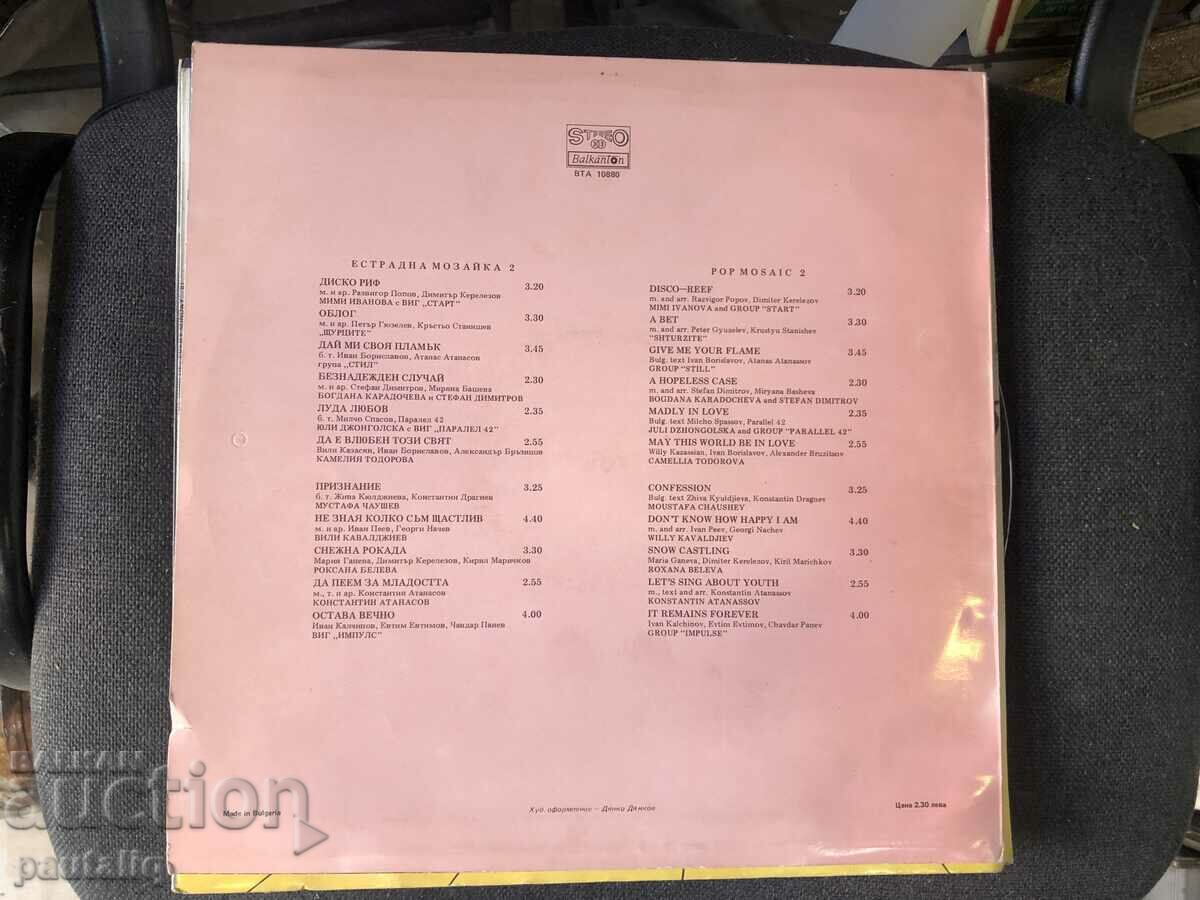 STEREO
Balkanton
ВТА 10880
ЕСТРАДНА МОЗАЙКА 2
ДИСКО РИФ 3.20
м. и ар. Развигор Попов, Димитър Керелезов
МИМИ ИВАНОВА с ВИГ „СТАРТ"
ОБЛОГ 3.30
м. и ар. Петър Гюзелев, Кръстьо Станишев
„ЩУРЦИТЕ"
ДАЙ МИ СВОЯ ПЛАМЪК 3.45
б. т. Иван Бориславов, Атанас Атанасов
група „СТИЛ"
БЕЗНАДЕЖДЕН СЛУЧАЙ 2.30
м. и ар. Стефан Димитров, Миряна Башева
БОГДАНА КАРАДОЧЕВА и СТЕФАН ДИМИТРОВ
ЛУДА ЛЮБОВ 2.35
б. т. Милчо Спасов, Паралел 42
ЮЛИ ДЖОНГОЛСКА с ВИГ „ПАРАЛЕЛ 42"
ДА Е ВЛЮБЕН ТОЗИ СВЯТ 2.55
Вили Казасян, Иван Бориславов, Александър Бръзицов
КАМЕЛИЯ ТОДОРОВА
ПРИЗНАНИЕ 3.25
б. т. Жива Кюлджиева, Константин Драгнев
МУСТАФА ЧАУШЕВ
НЕ ЗНАЯ КОЛКО СЪМ ЩАСТЛИВ 4.40
м. и ар. Иван Пеев, Георги Начев
ВИЛИ КАВАЛДЖИЕВ
СНЕЖНА РОКАДА 3.30
Мария Ганева, Димитър Керелезов, Кирил Маричков
РОКСАНА БЕЛЕВА
ДА ПЕЕМ ЗА МЛАДОСТТА 2.55
м., т. и ар. Константин Атанасов
КОНСТАНТИН АТАНАСОВ
ОСТАВА ВЕЧНО 4.00
Иван Калчинов, Евтим Евтимов, Чавдар Панев
ВИГ „ИМПУЛС"
POP MOSAIC 2
DISCO—REEF 3.20
m. and arr. Razvigor Popov, Dimiter Kerelezov
MIMI IVANOVA and GROUP "START"
A BET 3.30
m. and arr. Peter Gyuzelev, Krustyu Stanishev
"SHTURZITE"
GIVE ME YOUR FLAME 3.45
Bulg. text Ivan Borislavov, Atanas Atanassov
GROUP "STILL"
A HOPELESS CASE 2.30
m. and arr. Stefan Dimitrov, Miryana Basheva
BOGDANA KARADOCHEVA and STEFAN DIMITROV
MADLY IN LOVE 2.35
Bulg. text Milcho Spassov, Parallel 42
JULI DZHONGOLSKA and GROUP "PARALLEL 42"
MAY THIS WORLD BE IN LOVE 2.55
Willy Kazassian, Ivan Borislavov, Alexander Bruzitsov
CAMELLIA TODOROVA
CONFESSION 3.25
Bulg. text Zhiva Kyuldjieva, Konstantin Dragnev
MOUSTAFA CHAUSHEV
DON'T KNOW HOW HAPPY I AM 4.40
m. and arr. Ivan Peev, Georgi Nachev
WILLY KAVALDJIEV
SNOW CASTLING 3.30
Maria Ganeva, Dimiter Kerelezov, Kiril Marichkov
ROXANA BELEVA
LET'S SING ABOUT YOUTH 2.55
m., text and arr. Konstantin Atanassov
KONSTANTIN ATANASSOV
IT REMAINS FOREVER 4.00
Ivan Kalchinov, Evtim Evtimov, Chavdar Panev
GROUP "IMPULSE"
Made in Bulgaria
Худ. оформление — Дянко Дянков
Цена 2.30 лева
БАЛКАН
auction
pautaliq